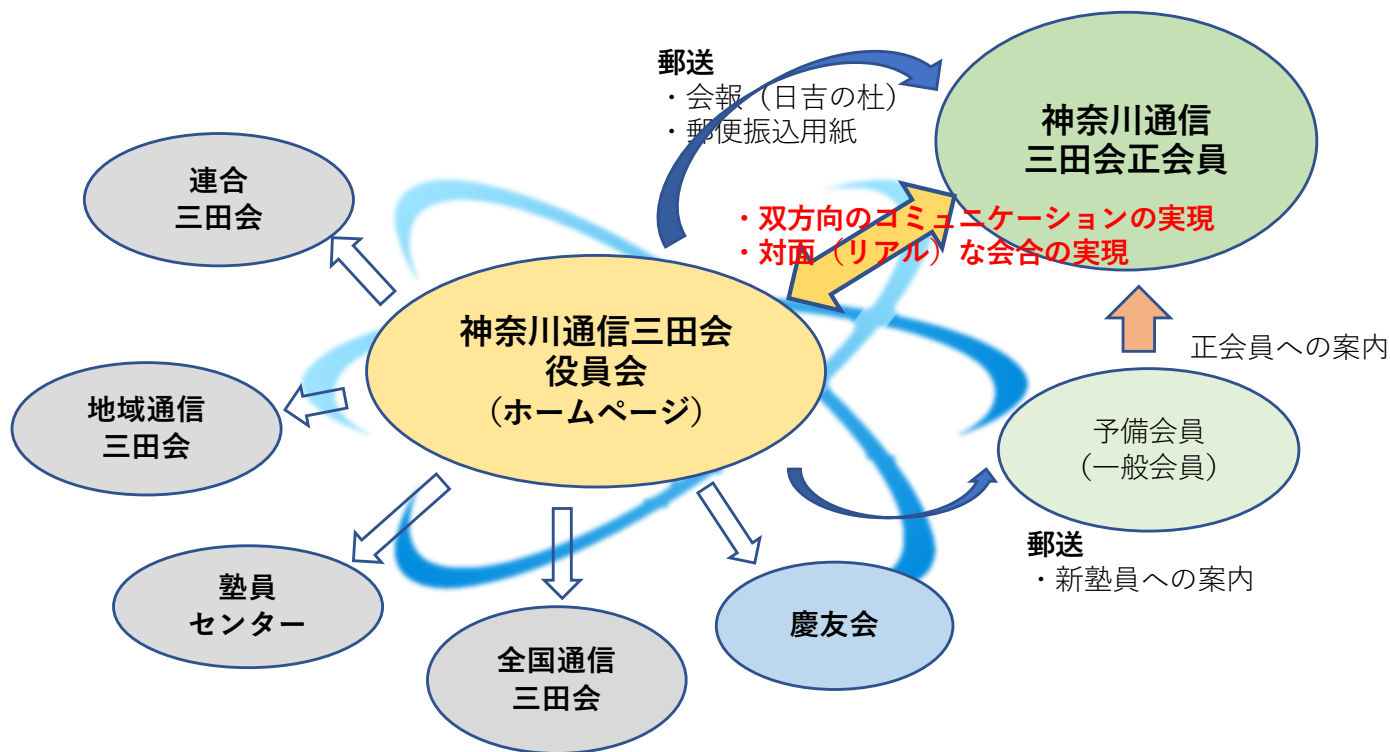 郵送
・会報（日吉の杜）
・郵便振込用紙
神奈川通信
三田会正会員
連合
三田会
・双方向のコミュニケーションの実現
・対面（リアル）な会合の実現
神奈川通信三田会
役員会
（ホームページ）
正会員への案内
地域通信
三田会
予備会員
（一般会員）
郵送
・新塾員への案内
塾員
センター
慶友会
全国通信
三田会